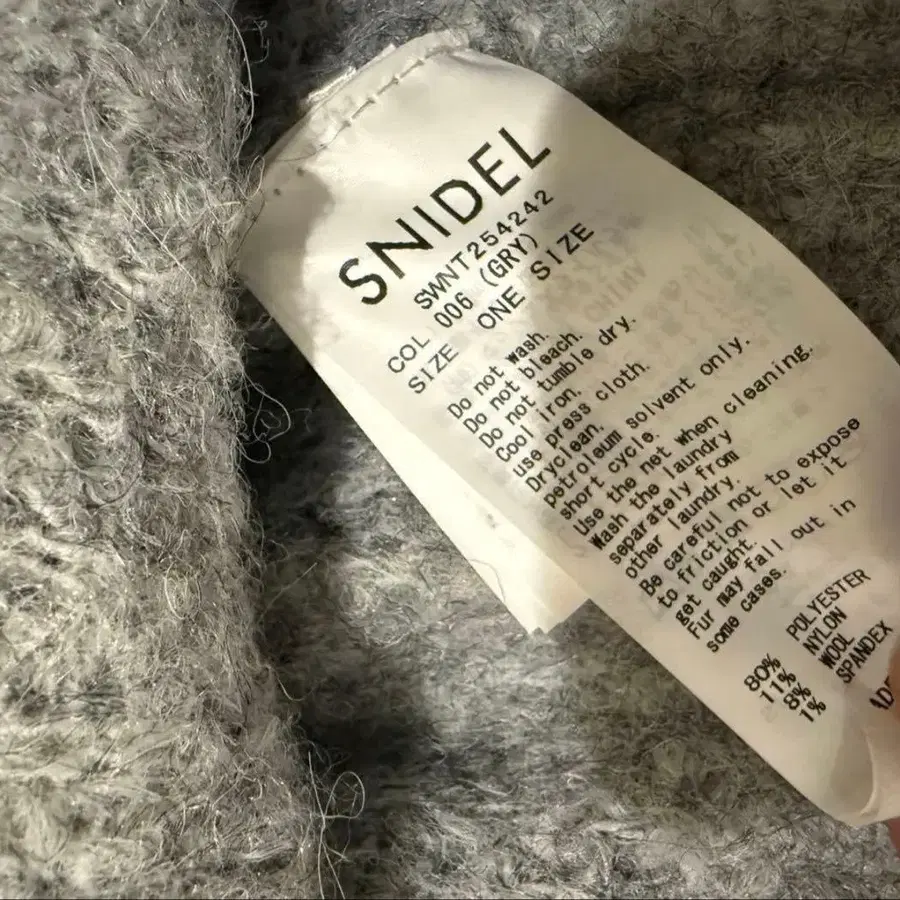 SNIDEL
SWNT254242
COL 006 (GRY)
SIZE ONE SIZE
Do not wash.
Do not bleach.
Do not tumble dry.
Cool iron.
use press cloth.
Dryclean.
petroleum solvent only.
short cycle.
Use the net when cleaning.
Wash the laundry
separately from
other laundry.
Be careful not to expose
to friction or let it
get caught.
Fur may fall out in
some cases.
80% POLYESTER
11% NYLON
8% WOOL
1% SPANDEX